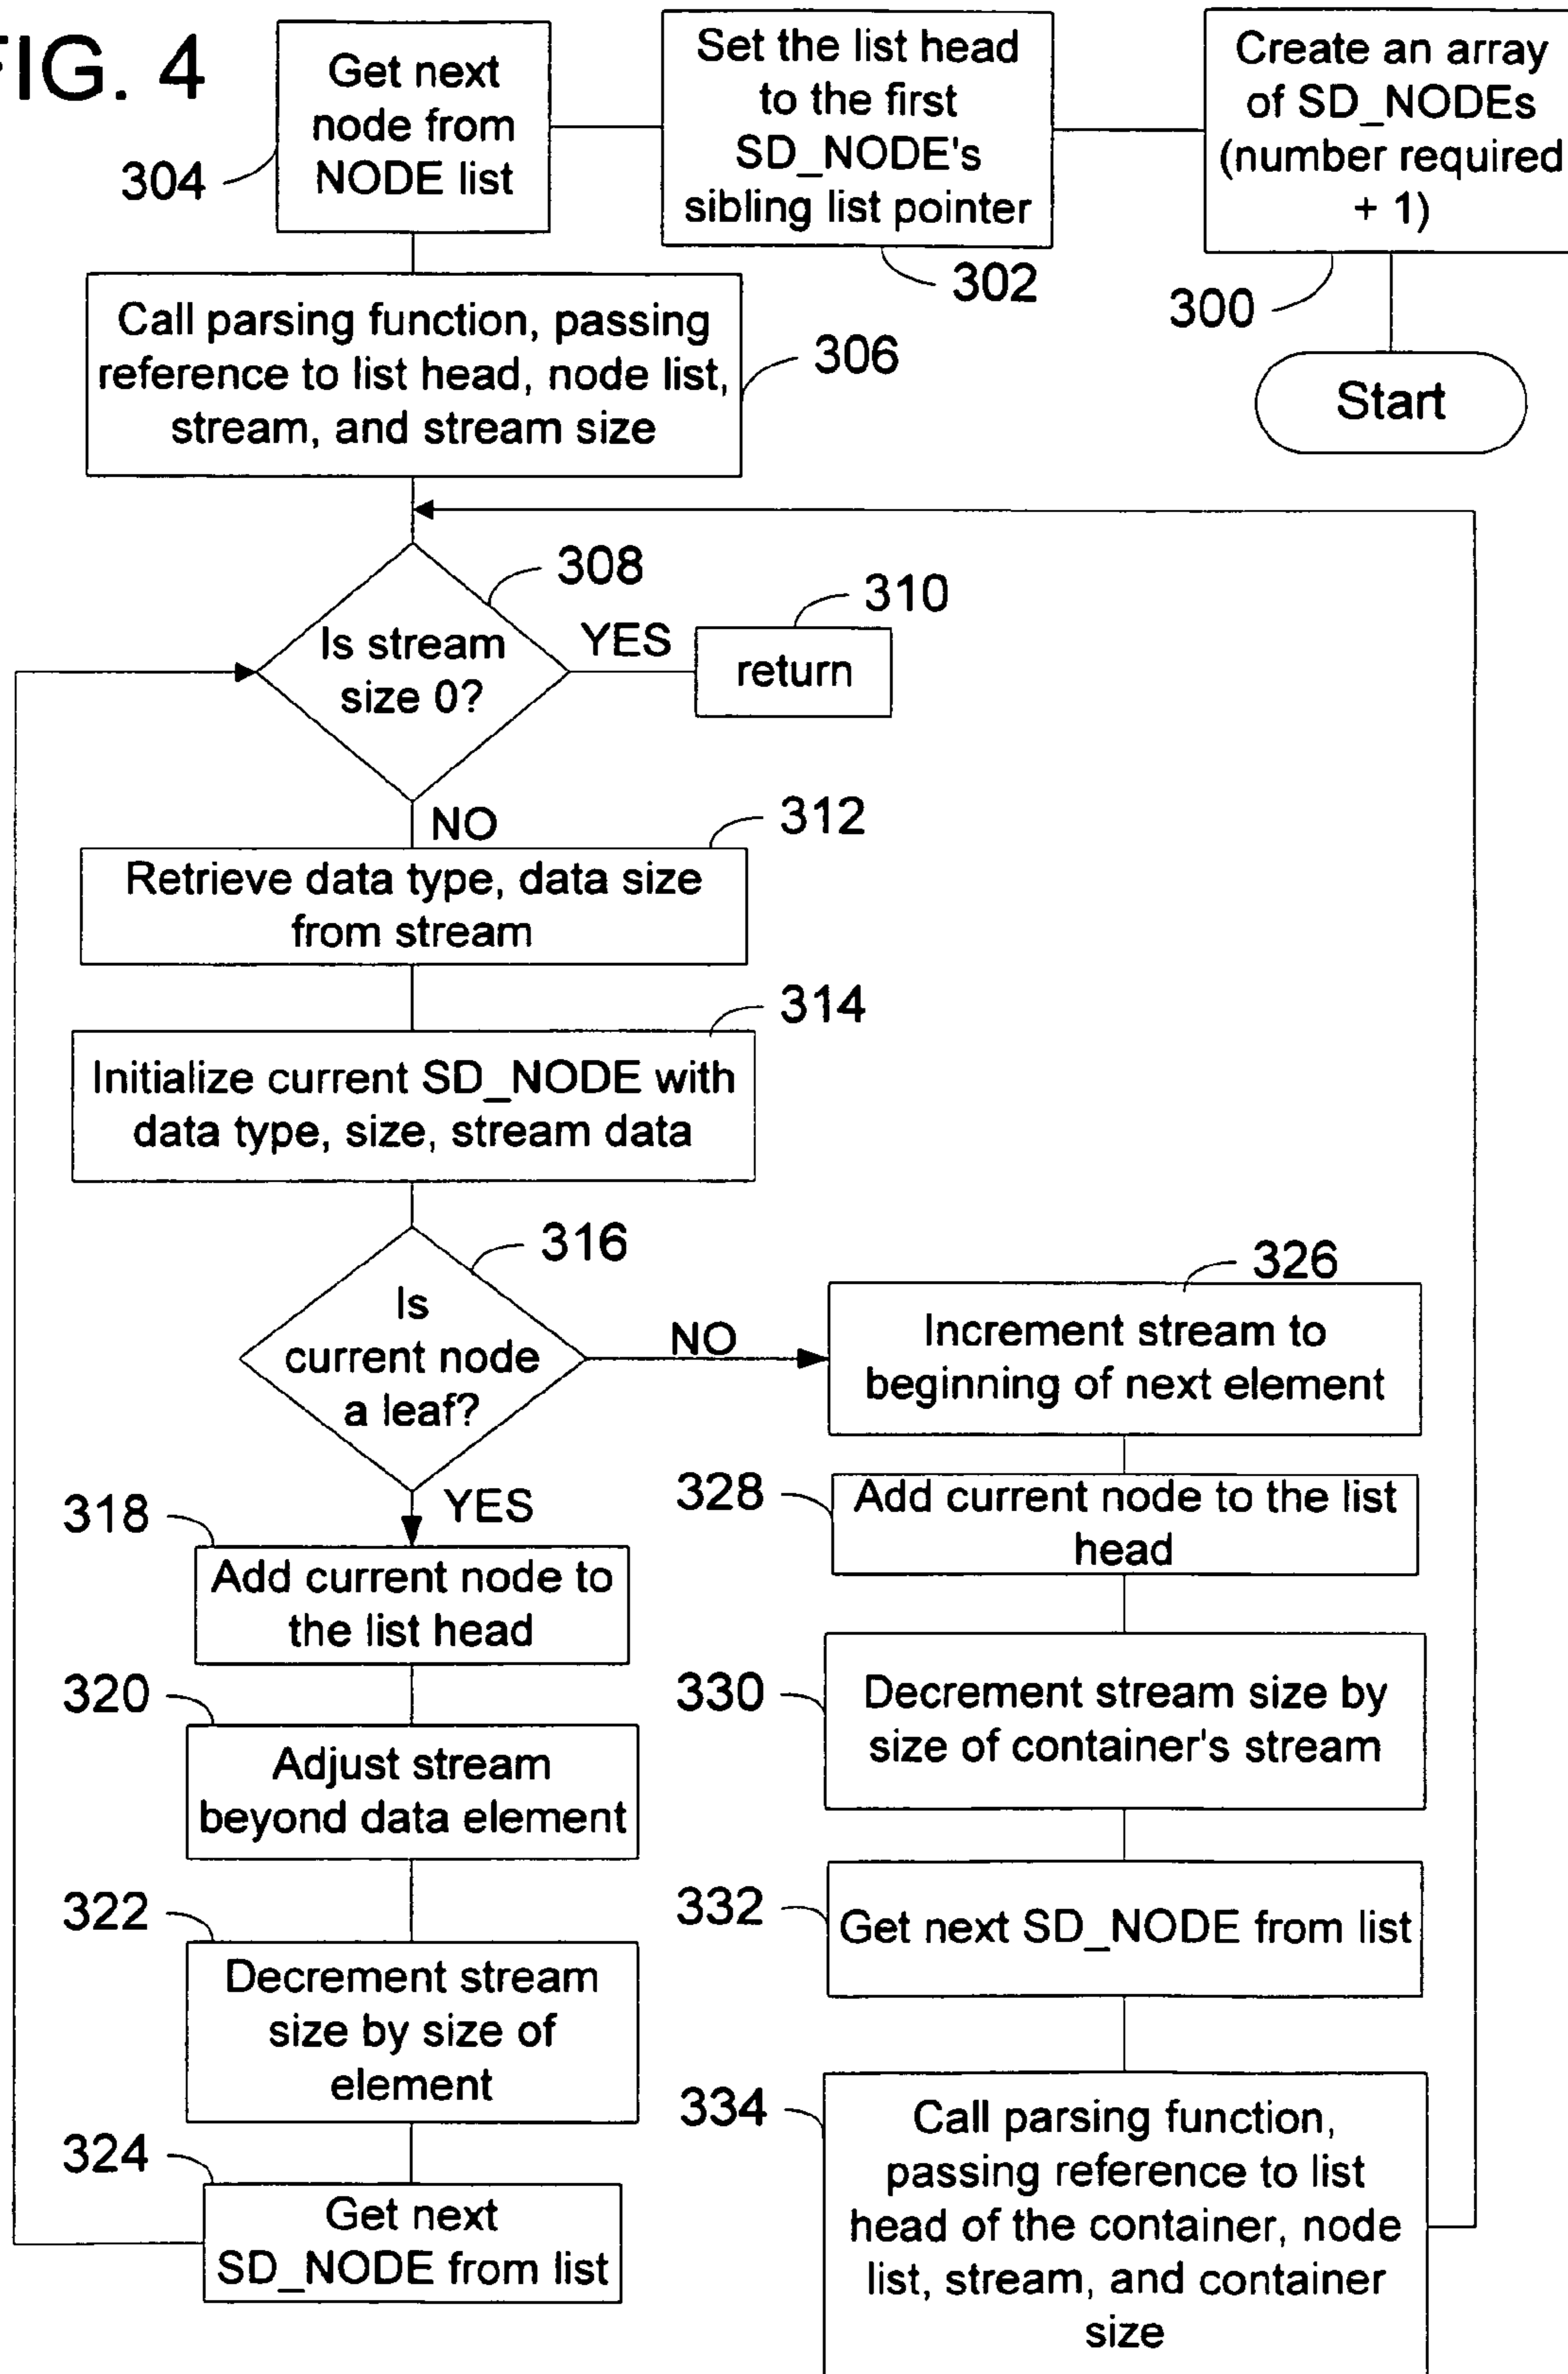 FIG. 4
Get next
node from
NODE list
304
Set the list head
to the first
SD_NODE's
sibling list pointer
302
Create an array
of SD_NODEs
(number required
+ 1)
300
Start
Call parsing function, passing
reference to list head, node list,
stream, and stream size
306
308
Is stream
size 0?
YES
310
return
NO
312
Retrieve data type, data size
from stream
314
Initialize current SD_NODE with
data type, size, stream data
316
Is
current node
a leaf?
NO
YES
318
Add current node to
the list head
320
Adjust stream
beyond data element
322
Decrement stream
size by size of
element
324
Get next
SD_NODE from list
326
Increment stream to
beginning of next element
328
Add current node to the list
head
330
Decrement stream size by
size of container's stream
332
Get next SD_NODE from list
334
Call parsing function,
passing reference to list
head of the container, node
list, stream, and container
size